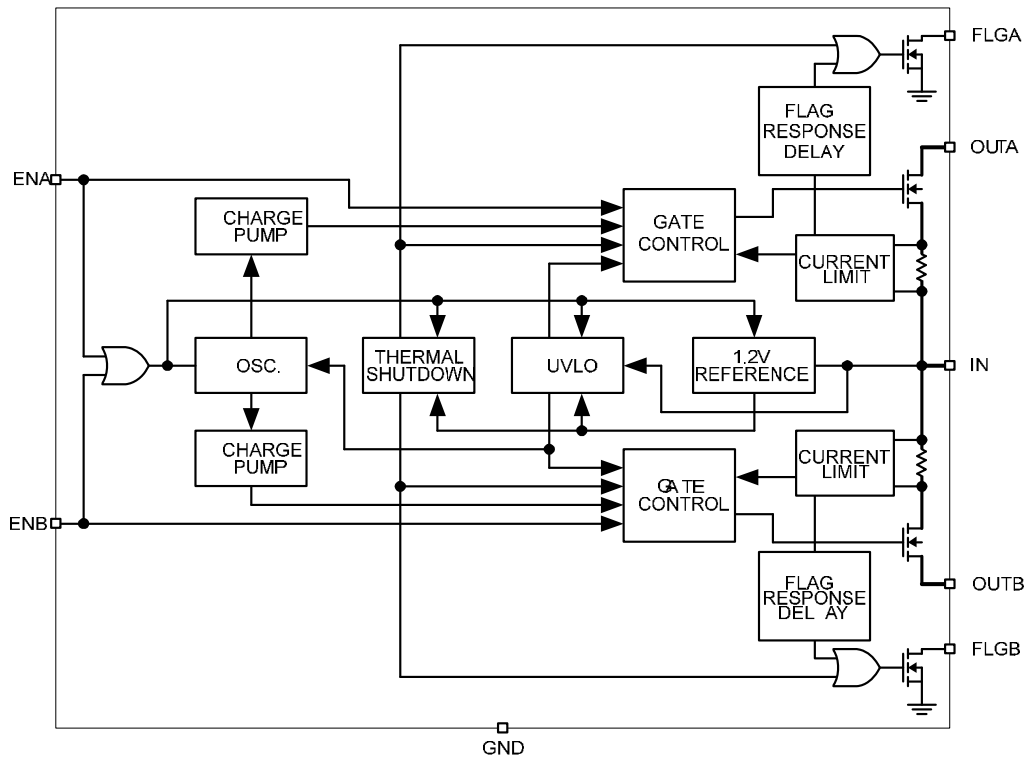 FLGA
FLAG
RESPONSE
DELAY
OUTA
ENA
CHARGE
PUMP
GATE
CONTROL
CURRENT
LIMIT
OSC.
THERMAL
SHUTDOWN
UVLO
1.2V
REFERENCE
IN
CHARGE
PUMP
GATE
CONTROL
CURRENT
LIMIT
ENB
FLAG
RESPONSE
DELAY
OUTB
FLGB
GND